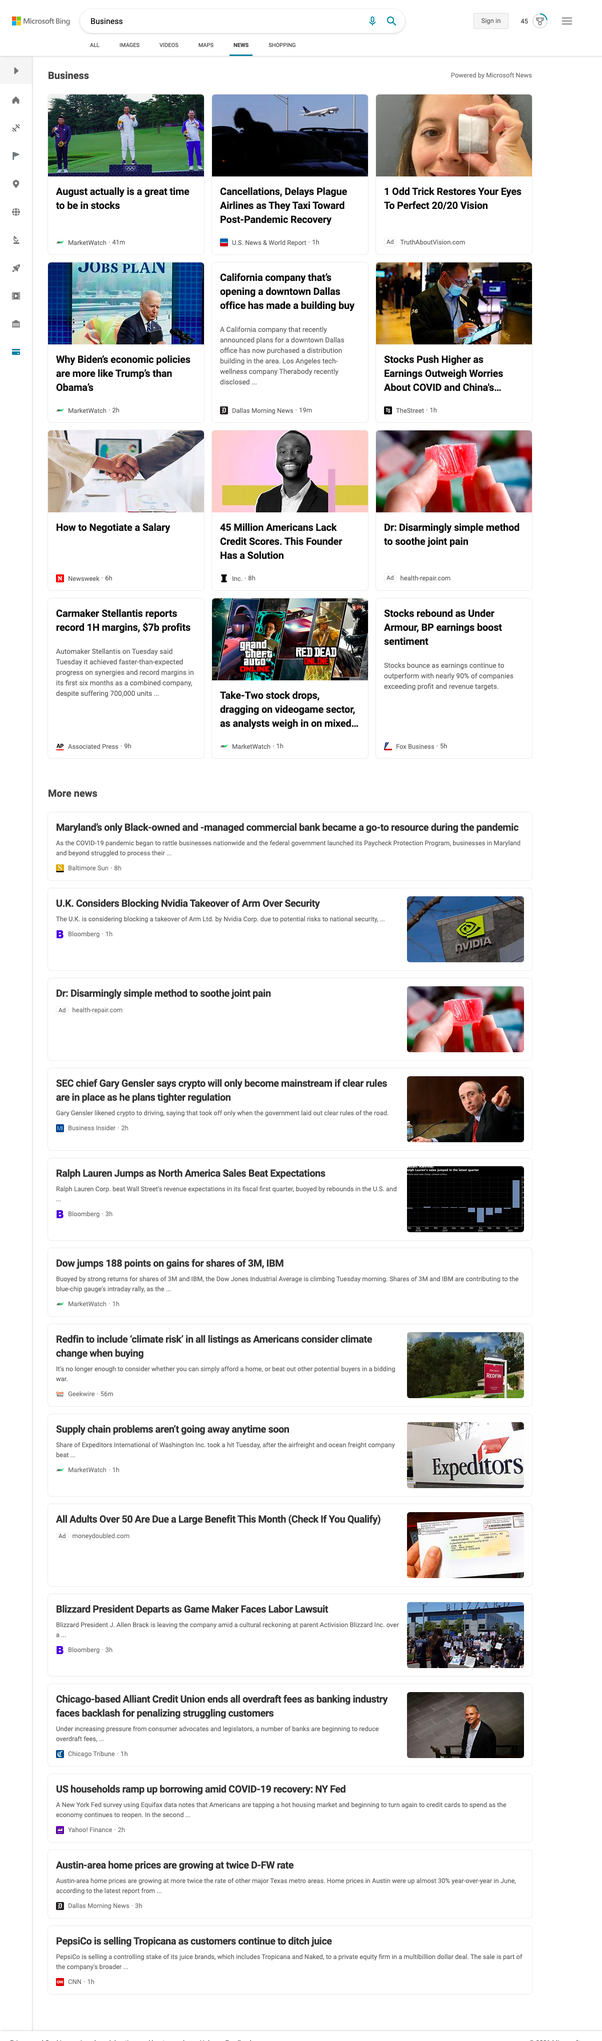 Microsoft Bing
Business
Sign in
45
ALL
IMAGES
VIDEOS
MAPS
NEWS
SHOPPING
Business
Powered by Microsoft News
August actually is a great time
to be in stocks
MarketWatch · 41m
Cancellations, Delays Plague
Airlines as They Taxi Toward
Post-Pandemic Recovery
U.S. News & World Report · 1h
1 Odd Trick Restores Your Eyes
To Perfect 20/20 Vision
Ad TruthAboutVision.com
JOBS PLAN
Why Biden's economic policies
are more like Trump's than
Obama's
MarketWatch · 2h
California company that's
opening a downtown Dallas
office has made a building buy
A California company that recently
announced plans for a downtown Dallas
office has now purchased a distribution
building in the area. Los Angeles tech-
wellness company Therabody recently
disclosed ...
Dallas Morning News · 19m
Stocks Push Higher as
Earnings Outweigh Worries
About COVID and China's...
TheStreet · 1h
How to Negotiate a Salary
Newsweek · 6h
45 Million Americans Lack
Credit Scores. This Founder
Has a Solution
Inc. · 8h
Dr: Disarmingly simple method
to soothe joint pain
Ad health-repair.com
Carmaker Stellantis reports
record 1H margins, $7b profits
Automaker Stellantis on Tuesday said
Tuesday it achieved faster-than-expected
progress on synergies and record margins in
its first six months as a combined company,
despite suffering 700,000 units ...
AP Associated Press · 9h
grand
theft
auto
ONLINE
RED DEAD
ONLINE
Take-Two stock drops,
dragging on videogame sector,
as analysts weigh in on mixed...
MarketWatch · 1h
Stocks rebound as Under
Armour, BP earnings boost
sentiment
Stocks bounce as earnings continue to
outperform with nearly 90% of companies
exceeding profit and revenue targets.
Fox Business · 5h
More news
Maryland's only Black-owned and -managed commercial bank became a go-to resource during the pandemic
As the COVID-19 pandemic began to rattle businesses nationwide and the federal government launched its Paycheck Protection Program, businesses in Maryland
and beyond struggled to process their ...
Baltimore Sun · 8h
U.K. Considers Blocking Nvidia Takeover of Arm Over Security
The U.K. is considering blocking a takeover of Arm Ltd. by Nvidia Corp. due to potential risks to national security, ...
B Bloomberg · 1h
NVIDIA
Dr: Disarmingly simple method to soothe joint pain
Ad health-repair.com
SEC chief Gary Gensler says crypto will only become mainstream if clear rules
are in place as he plans tighter regulation
Gary Gensler likened crypto to driving, saying that took off only when the government laid out clear rules of the road.
Business Insider · 2h
Ralph Lauren Jumps as North America Sales Beat Expectations
Ralph Lauren Corp. beat Wall Street's revenue expectations in its fiscal first quarter, buoyed by rebounds in the U.S. and
...
B Bloomberg · 3h
Dow jumps 188 points on gains for shares of 3M, IBM
Buoyed by strong returns for shares of 3M and IBM, the Dow Jones Industrial Average is climbing Tuesday morning. Shares of 3M and IBM are contributing to the
blue-chip gauge's intraday rally, as the ...
MarketWatch · 1h
Redfin to include 'climate risk' in all listings as Americans consider climate
change when buying
It's no longer enough to consider whether you can simply afford a home, or beat out other potential buyers in a bidding
war.
Geekwire · 56m
REDFIN
Supply chain problems aren't going away anytime soon
Share of Expeditors International of Washington Inc. took a hit Tuesday, after the airfreight and ocean freight company
beat ...
MarketWatch · 1h
Expeditors
All Adults Over 50 Are Due a Large Benefit This Month (Check If You Qualify)
Ad moneydoubled.com
Blizzard President Departs as Game Maker Faces Labor Lawsuit
Blizzard President J. Allen Brack is leaving the company amid a cultural reckoning at parent Activision Blizzard Inc. over
a ...
B Bloomberg · 3h
Chicago-based Alliant Credit Union ends all overdraft fees as banking industry
faces backlash for penalizing struggling customers
Under increasing pressure from consumer advocates and legislators, a number of banks are beginning to reduce
overdraft fees, ...
Chicago Tribune · 1h
US households ramp up borrowing amid COVID-19 recovery: NY Fed
A New York Fed survey using Equifax data notes that Americans are tapping a hot housing market and beginning to turn again to credit cards to spend as the
economy continues to reopen. In the second ...
Yahoo! Finance · 2h
Austin-area home prices are growing at twice D-FW rate
Austin-area home prices are growing at more twice the rate of other major Texas metro areas. Home prices in Austin were up almost 30% year-over-year in June,
according to the latest report from ...
Dallas Morning News · 3h
PepsiCo is selling Tropicana as customers continue to ditch juice
PepsiCo is selling a controlling stake of its juice brands, which includes Tropicana and Naked, to a private equity firm in a multibillion dollar deal. The sale is part of
the company's broader ...
CNN · 1h